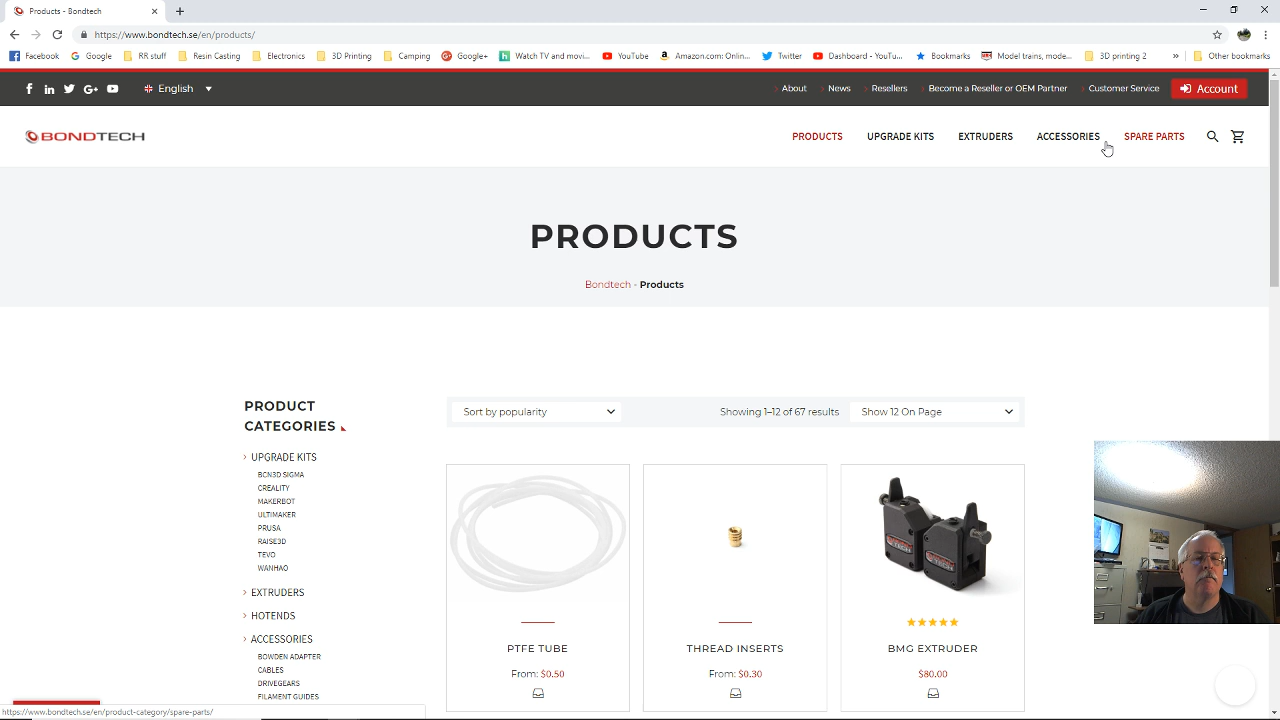 Products - Bondtech
https://www.bondtech.se/en/products/
Facebook Google RR stuff Resin Casting Electronics 3D Printing Camping Google+ Watch TV and movi... YouTube Amazon.com: Onlin... Twitter Dashboard - YouTu... Bookmarks Model trains, mode... 3D printing 2 » Other bookmarks
English About News Resellers Become a Reseller or OEM Partner Customer Service Account
BONDTECH PRODUCTS UPGRADE KITS EXTRUDERS ACCESSORIES SPARE PARTS
PRODUCTS
Bondtech - Products
PRODUCT
CATEGORIES
UPGRADE KITS
BCN3D SIGMA
CREALITY
MAKERBOT
ULTIMAKER
PRUSA
RAISE3D
TEVO
WANHAO
EXTRUDERS
HOTENDS
ACCESSORIES
BOWDEN ADAPTER
CABLES
DRIVEGEARS
FILAMENT GUIDES
Sort by popularity Showing 1–12 of 67 results Show 12 On Page
PTFE TUBE
From: $0.50
THREAD INSERTS
From: $0.30
BMG EXTRUDER
$80.00
https://www.bondtech.se/en/product-category/spare-parts/